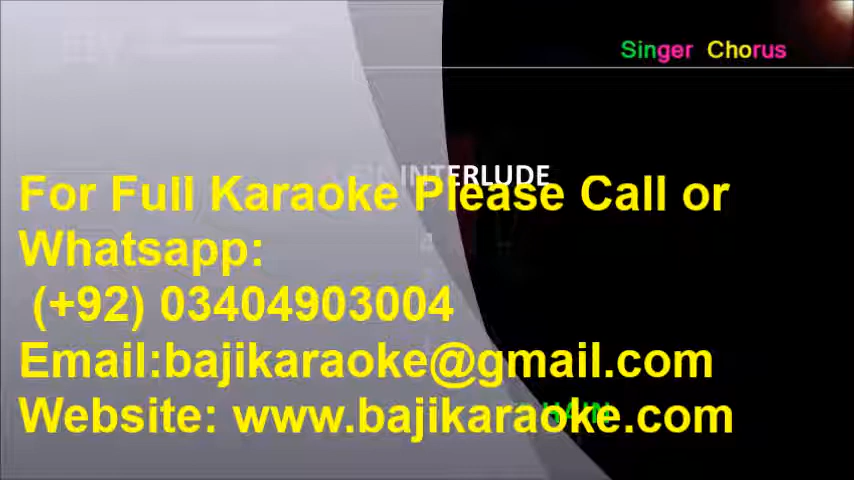 Singer Chorus
INTERLUDE
For Full Karaoke Please Call or
Whatsapp:
(+92) 03404903004
Email:bajikaraoke@gmail.com
Website: www.bajikaraoke.com